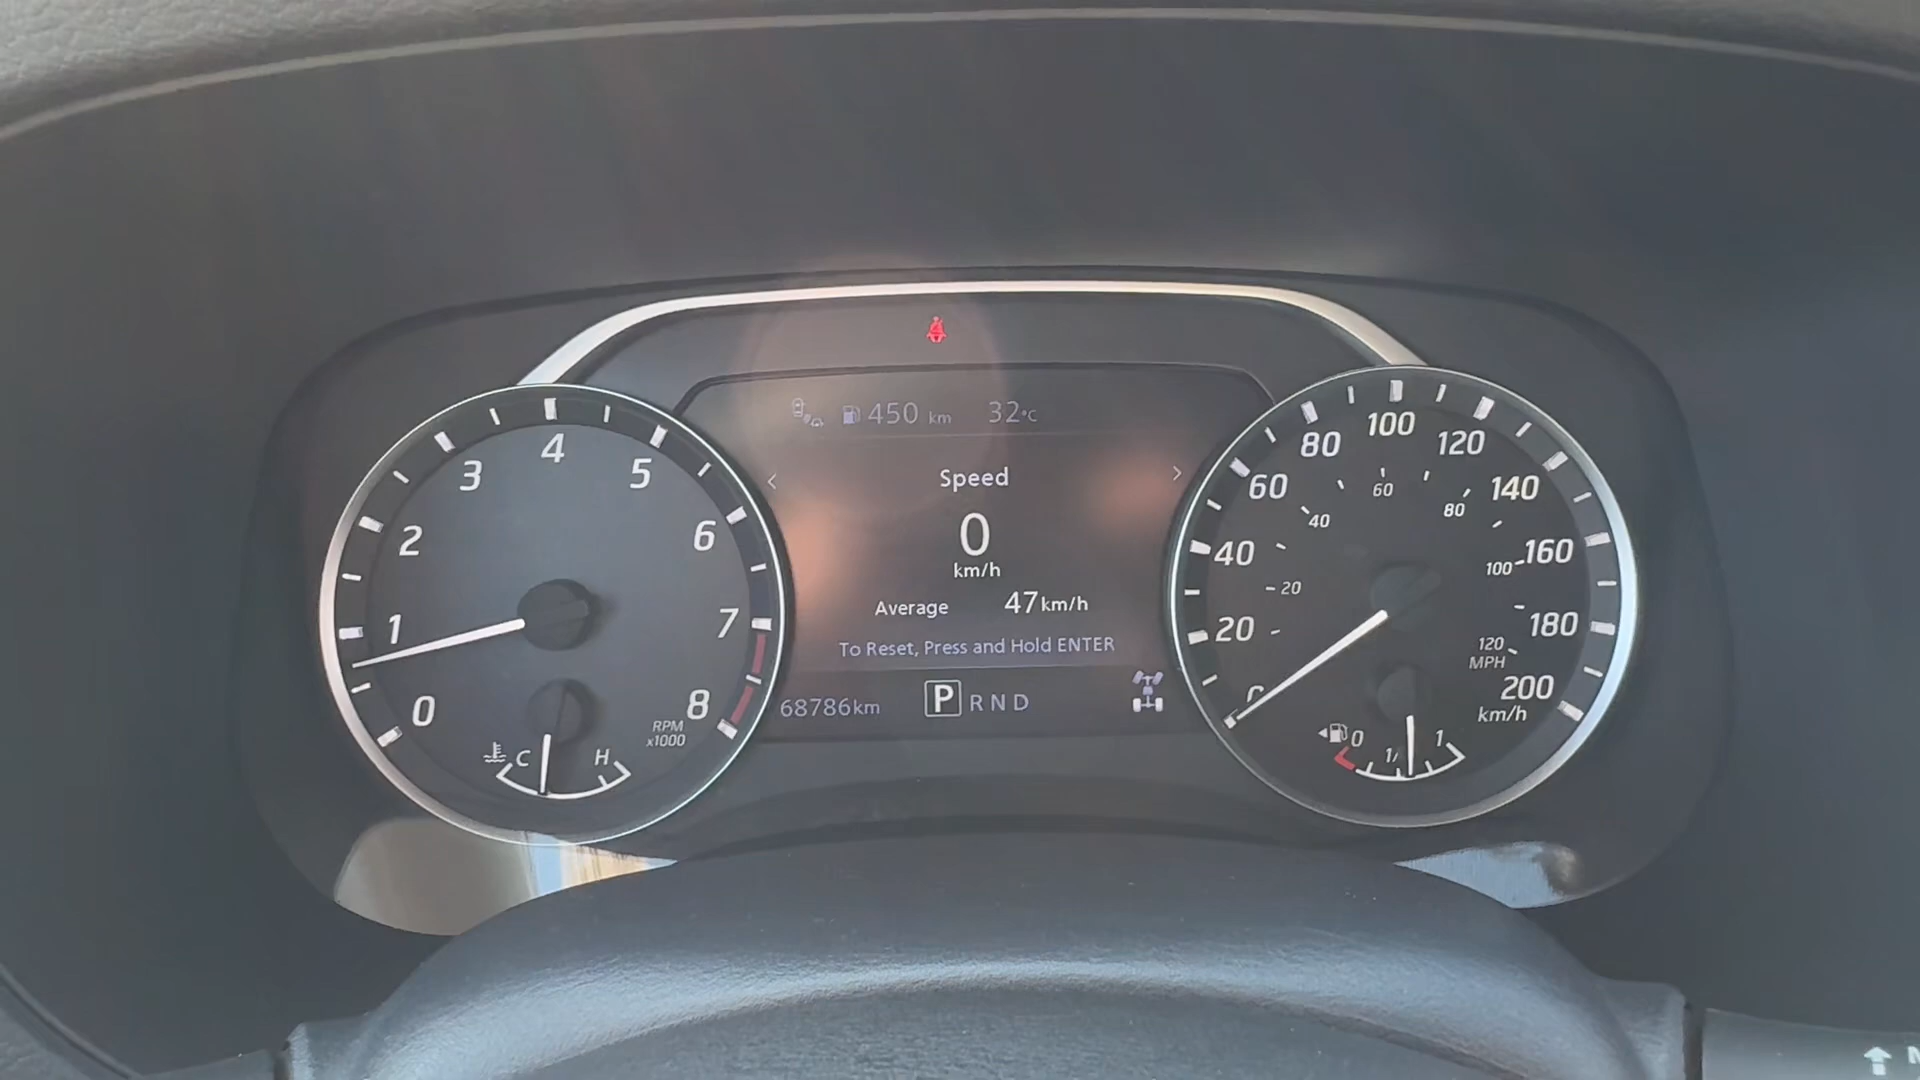 450 km 32°C
Speed
0
km/h
Average 47km/h
To Reset, Press and Hold ENTER
68786km P R N D
0 1 2 3 4 5 6 7 8
RPM
x1000
C H
0 20 40 60 80 100 120 140 160 180 200
km/h
20 40 60 80 100 120
MPH
0 1/ 1